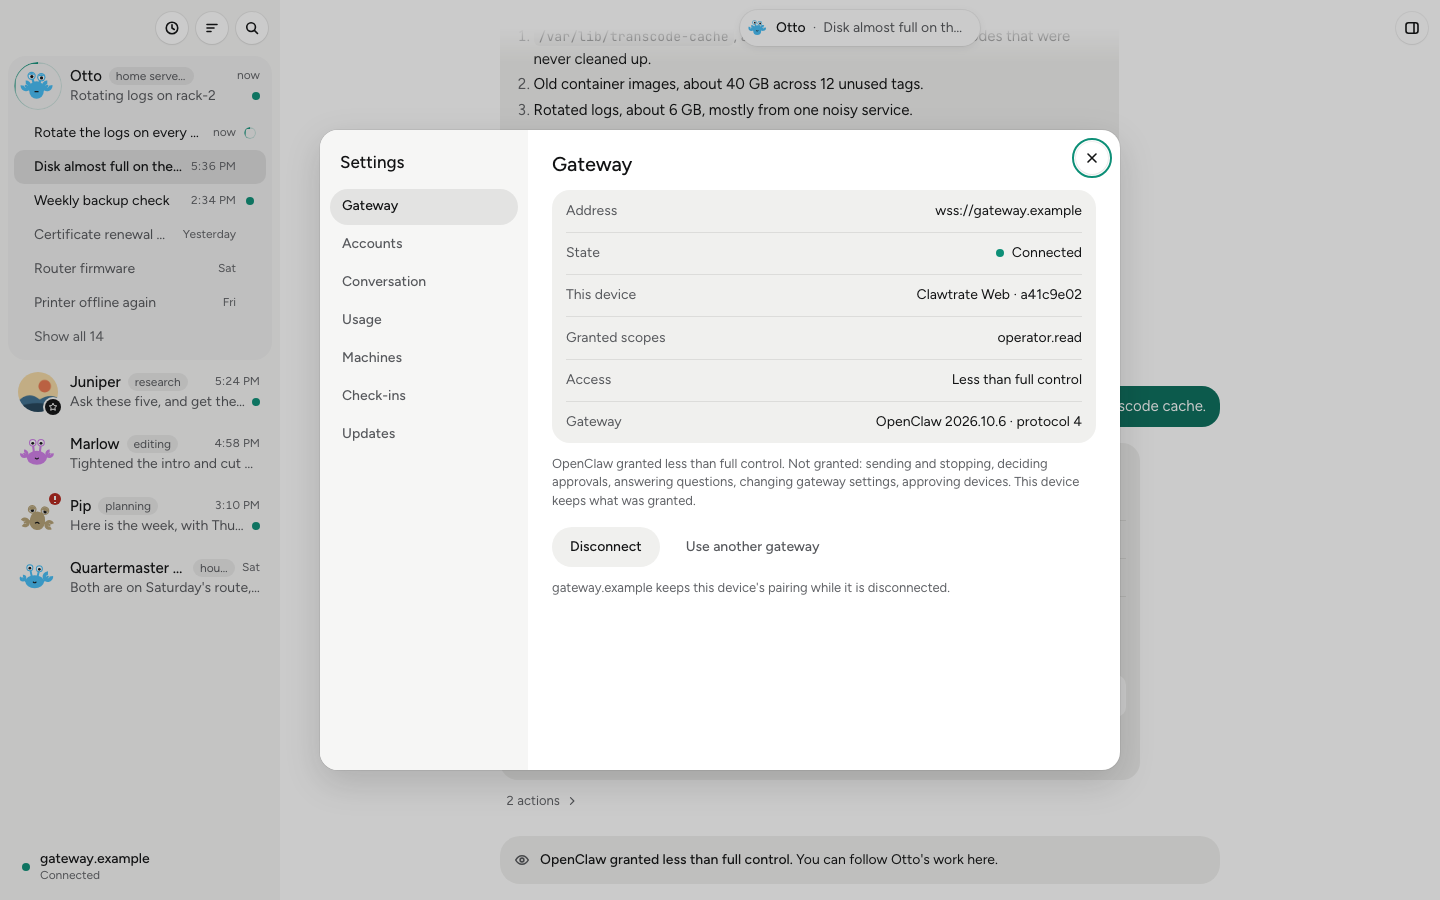 Otto home serve... now
Rotating logs on rack-2
Rotate the logs on every ... now
Disk almost full on the... 5:36 PM
Weekly backup check 2:34 PM
Certificate renewal ... Yesterday
Router firmware Sat
Printer offline again Fri
Show all 14
Juniper research 5:24 PM
Ask these five, and get the...
Marlow editing 4:58 PM
Tightened the intro and cut ...
Pip planning 3:10 PM
Here is the week, with Thu...
Quartermaster ... hou... Sat
Both are on Saturday's route,...
gateway.example
Connected
Otto · Disk almost full on th...
1. /var/lib/transcode-cache, that were
never cleaned up.
2. Old container images, about 40 GB across 12 unused tags.
3. Rotated logs, about 6 GB, mostly from one noisy service.
scode cache.
Settings
Gateway
Accounts
Conversation
Usage
Machines
Check-ins
Updates
Gateway
Address wss://gateway.example
State Connected
This device Clawtrate Web · a41c9e02
Granted scopes operator.read
Access Less than full control
Gateway OpenClaw 2026.10.6 · protocol 4
OpenClaw granted less than full control. Not granted: sending and stopping, deciding
approvals, answering questions, changing gateway settings, approving devices. This device
keeps what was granted.
Disconnect Use another gateway
gateway.example keeps this device's pairing while it is disconnected.
2 actions
OpenClaw granted less than full control. You can follow Otto's work here.